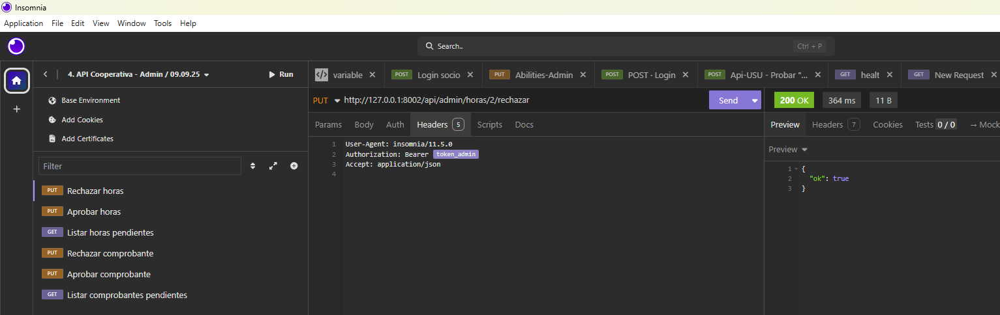 Insomnia
Application File Edit View Window Tools Help
Search.. Ctrl + P
4. API Cooperativa - Admin / 09.09.25 Run
variable POST Login socio PUT Abilities-Admin POST POST · Login POST Api-USU - Probar "... GET healt GET New Request
Base Environment
Add Cookies
Add Certificates
Filter
PUT Rechazar horas
PUT Aprobar horas
GET Listar horas pendientes
PUT Rechazar comprobante
PUT Aprobar comprobante
GET Listar comprobantes pendientes
PUT http://127.0.0.1:8002/api/admin/horas/2/rechazar Send
Params Body Auth Headers 5 Scripts Docs
1 User-Agent: insomnia/11.5.0
2 Authorization: Bearer token_admin
3 Accept: application/json
4
200 OK 364 ms 11 B
Preview Headers 7 Cookies Tests 0 / 0 → Mock
Preview
1 {
2 "ok": true
3 }